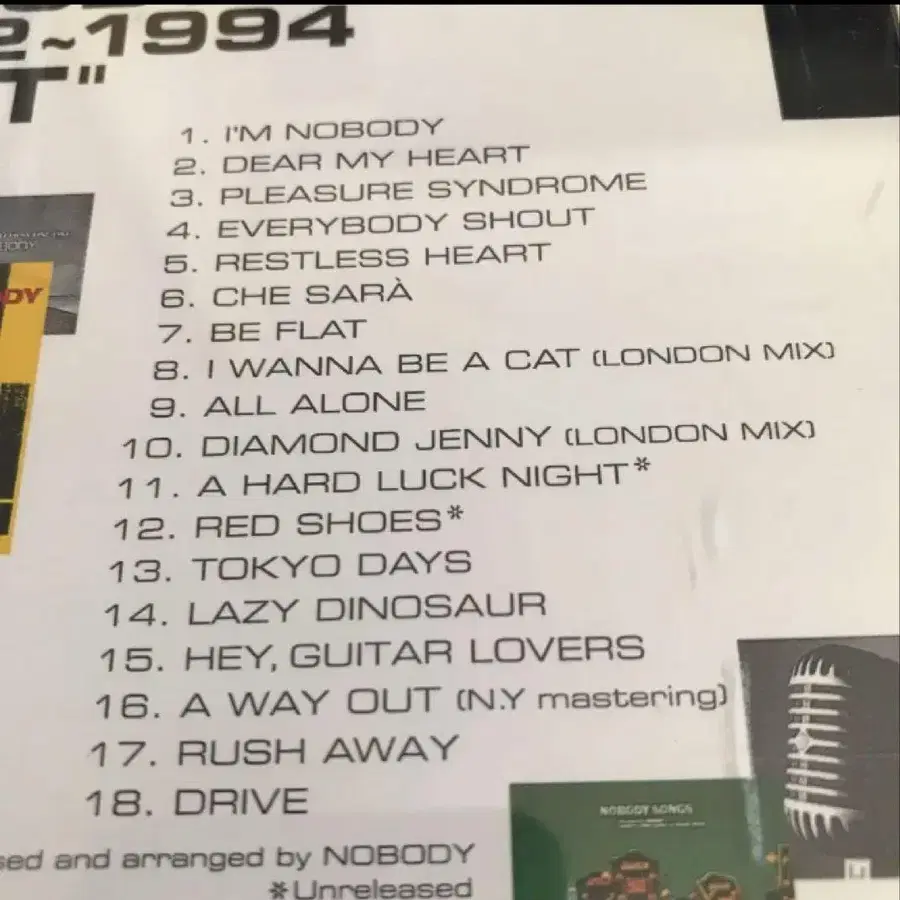 2~1994
T"
1. I'M NOBODY
2. DEAR MY HEART
3. PLEASURE SYNDROME
4. EVERYBODY SHOUT
5. RESTLESS HEART
6. CHE SARÀ
7. BE FLAT
8. I WANNA BE A CAT (LONDON MIX)
9. ALL ALONE
10. DIAMOND JENNY (LONDON MIX)
11. A HARD LUCK NIGHT*
12. RED SHOES*
13. TOKYO DAYS
14. LAZY DINOSAUR
15. HEY, GUITAR LOVERS
16. A WAY OUT (N.Y mastering)
17. RUSH AWAY
18. DRIVE
sed and arranged by NOBODY
*Unreleased
BODY
DY
NOBODY SONGS